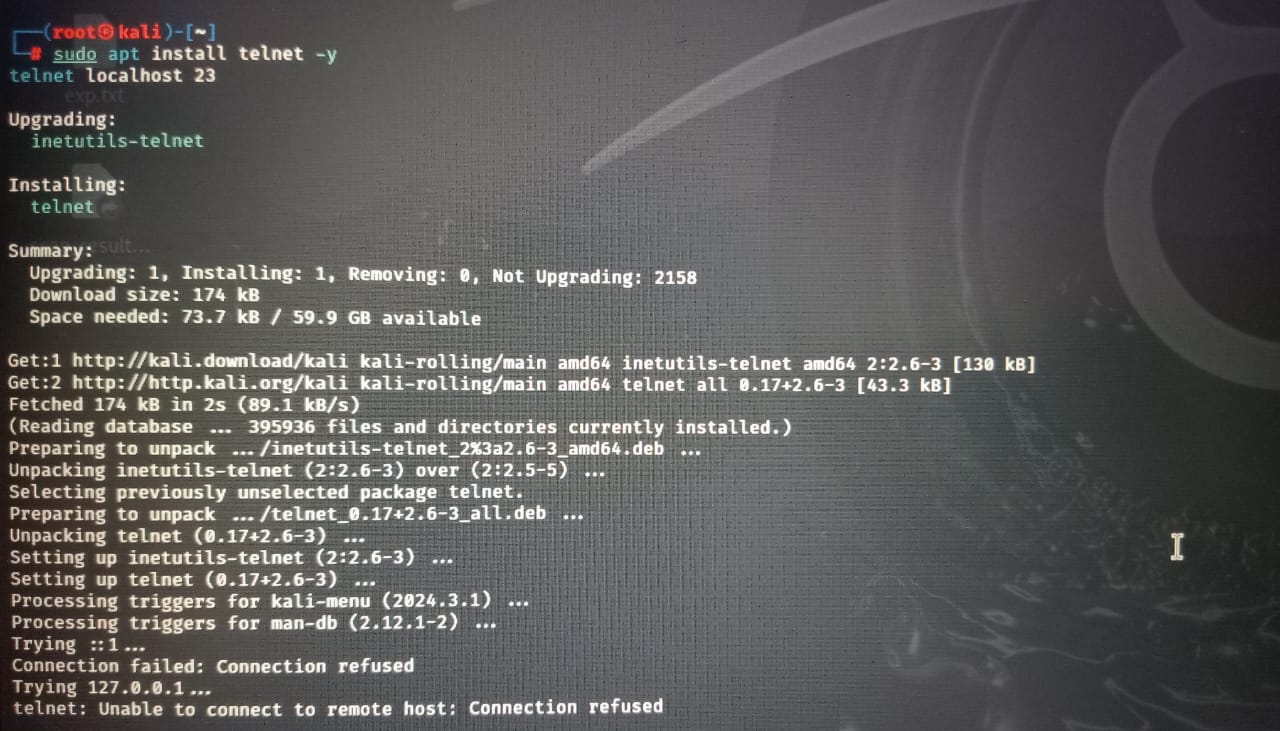 ┌──(root㉿kali)-[~]
└─# sudo apt install telnet -y
telnet localhost 23
exp.txt
Upgrading:
  inetutils-telnet
Installing:
  telnet
Summary:
  Upgrading: 1, Installing: 1, Removing: 0, Not Upgrading: 2158
  Download size: 174 kB
  Space needed: 73.7 kB / 59.9 GB available
Get:1 http://kali.download/kali kali-rolling/main amd64 inetutils-telnet amd64 2:2.6-3 [130 kB]
Get:2 http://http.kali.org/kali kali-rolling/main amd64 telnet all 0.17+2.6-3 [43.3 kB]
Fetched 174 kB in 2s (89.1 kB/s)
(Reading database ... 395936 files and directories currently installed.)
Preparing to unpack .../inetutils-telnet_2%3a2.6-3_amd64.deb ...
Unpacking inetutils-telnet (2:2.6-3) over (2:2.5-5) ...
Selecting previously unselected package telnet.
Preparing to unpack .../telnet_0.17+2.6-3_all.deb ...
Unpacking telnet (0.17+2.6-3) ...
Setting up inetutils-telnet (2:2.6-3) ...
Setting up telnet (0.17+2.6-3) ...
Processing triggers for kali-menu (2024.3.1) ...
Processing triggers for man-db (2.12.1-2) ...
Trying ::1...
Connection failed: Connection refused
Trying 127.0.0.1...
telnet: Unable to connect to remote host: Connection refused